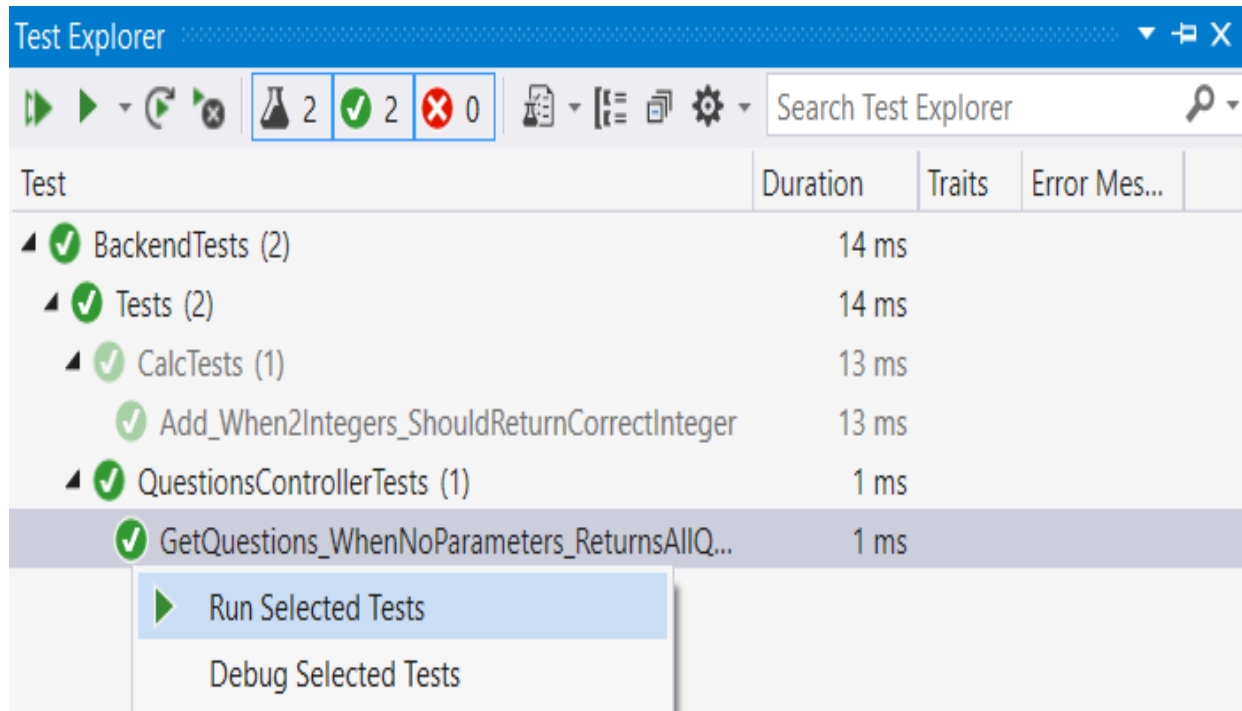 Test Explorer
2 2 0 Search Test Explorer
Test Duration Traits Error Mes...
BackendTests (2) 14 ms
Tests (2) 14 ms
CalcTests (1) 13 ms
Add_When2Integers_ShouldReturnCorrectInteger 13 ms
QuestionsControllerTests (1) 1 ms
GetQuestions_WhenNoParameters_ReturnsAllQ... 1 ms
Run Selected Tests
Debug Selected Tests